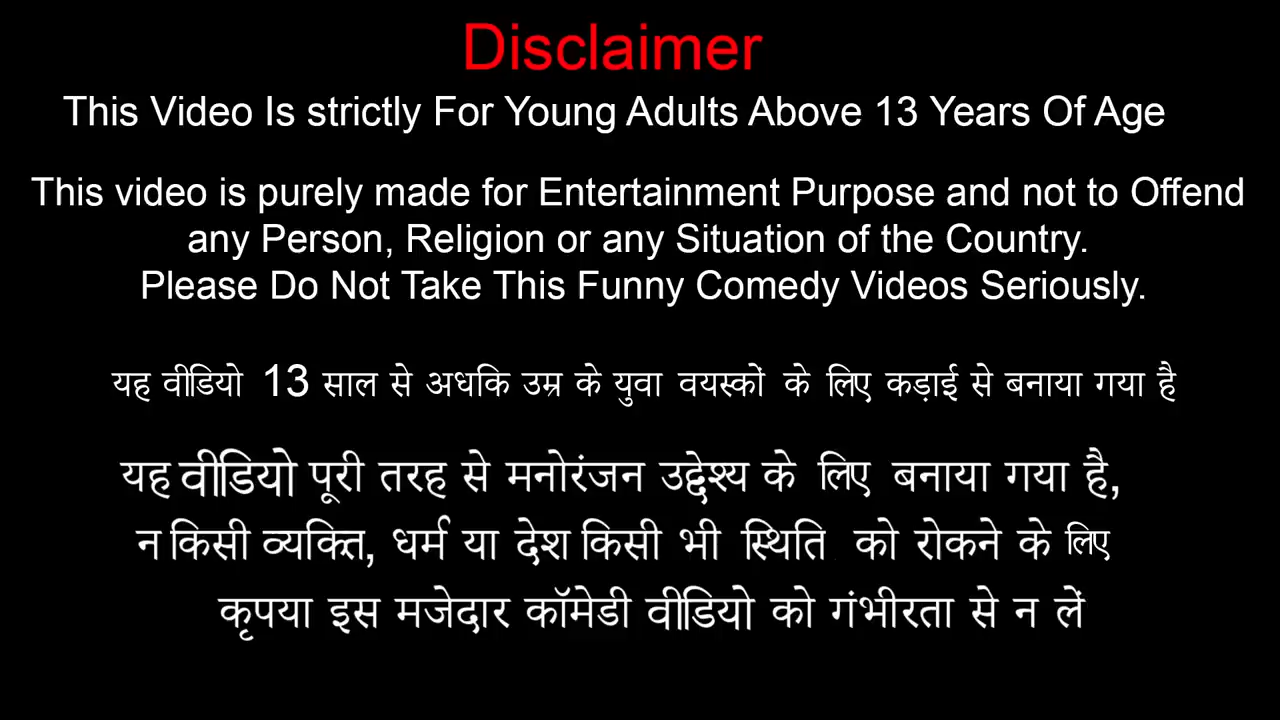 Disclaimer
This Video Is strictly For Young Adults Above 13 Years Of Age
This video is purely made for Entertainment Purpose and not to Offend
any Person, Religion or any Situation of the Country.
Please Do Not Take This Funny Comedy Videos Seriously.
यह वीडियो 13 साल से अधकि उम्र के युवा वयस्कों के लिए कड़ाई से बनाया गया है
यह वीडियो पूरी तरह से मनोरंजन उद्देश्य के लिए बनाया गया है,
न किसी व्यक्ति, धर्म या देश किसी भी स्थिति को रोकने के लिए
कृपया इस मजेदार कॉमेडी वीडियो को गंभीरता से न लें